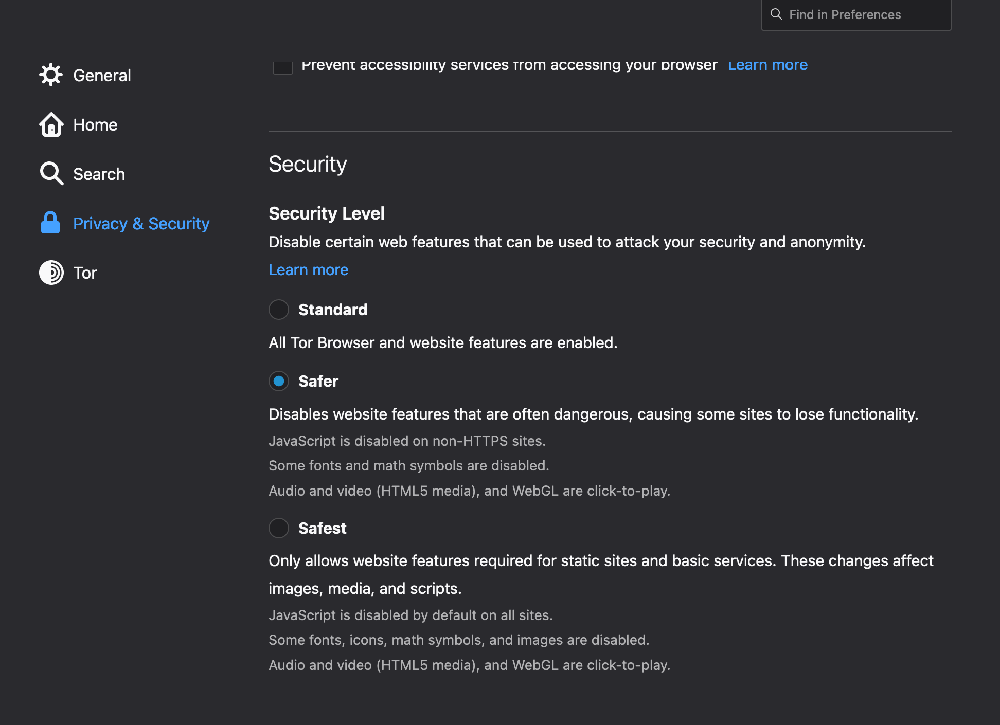 Find in Preferences
General
Home
Search
Privacy & Security
Tor
Prevent accessibility services from accessing your browser Learn more
Security
Security Level
Disable certain web features that can be used to attack your security and anonymity.
Learn more
Standard
All Tor Browser and website features are enabled.
Safer
Disables website features that are often dangerous, causing some sites to lose functionality.
JavaScript is disabled on non-HTTPS sites.
Some fonts and math symbols are disabled.
Audio and video (HTML5 media), and WebGL are click-to-play.
Safest
Only allows website features required for static sites and basic services. These changes affect
images, media, and scripts.
JavaScript is disabled by default on all sites.
Some fonts, icons, math symbols, and images are disabled.
Audio and video (HTML5 media), and WebGL are click-to-play.